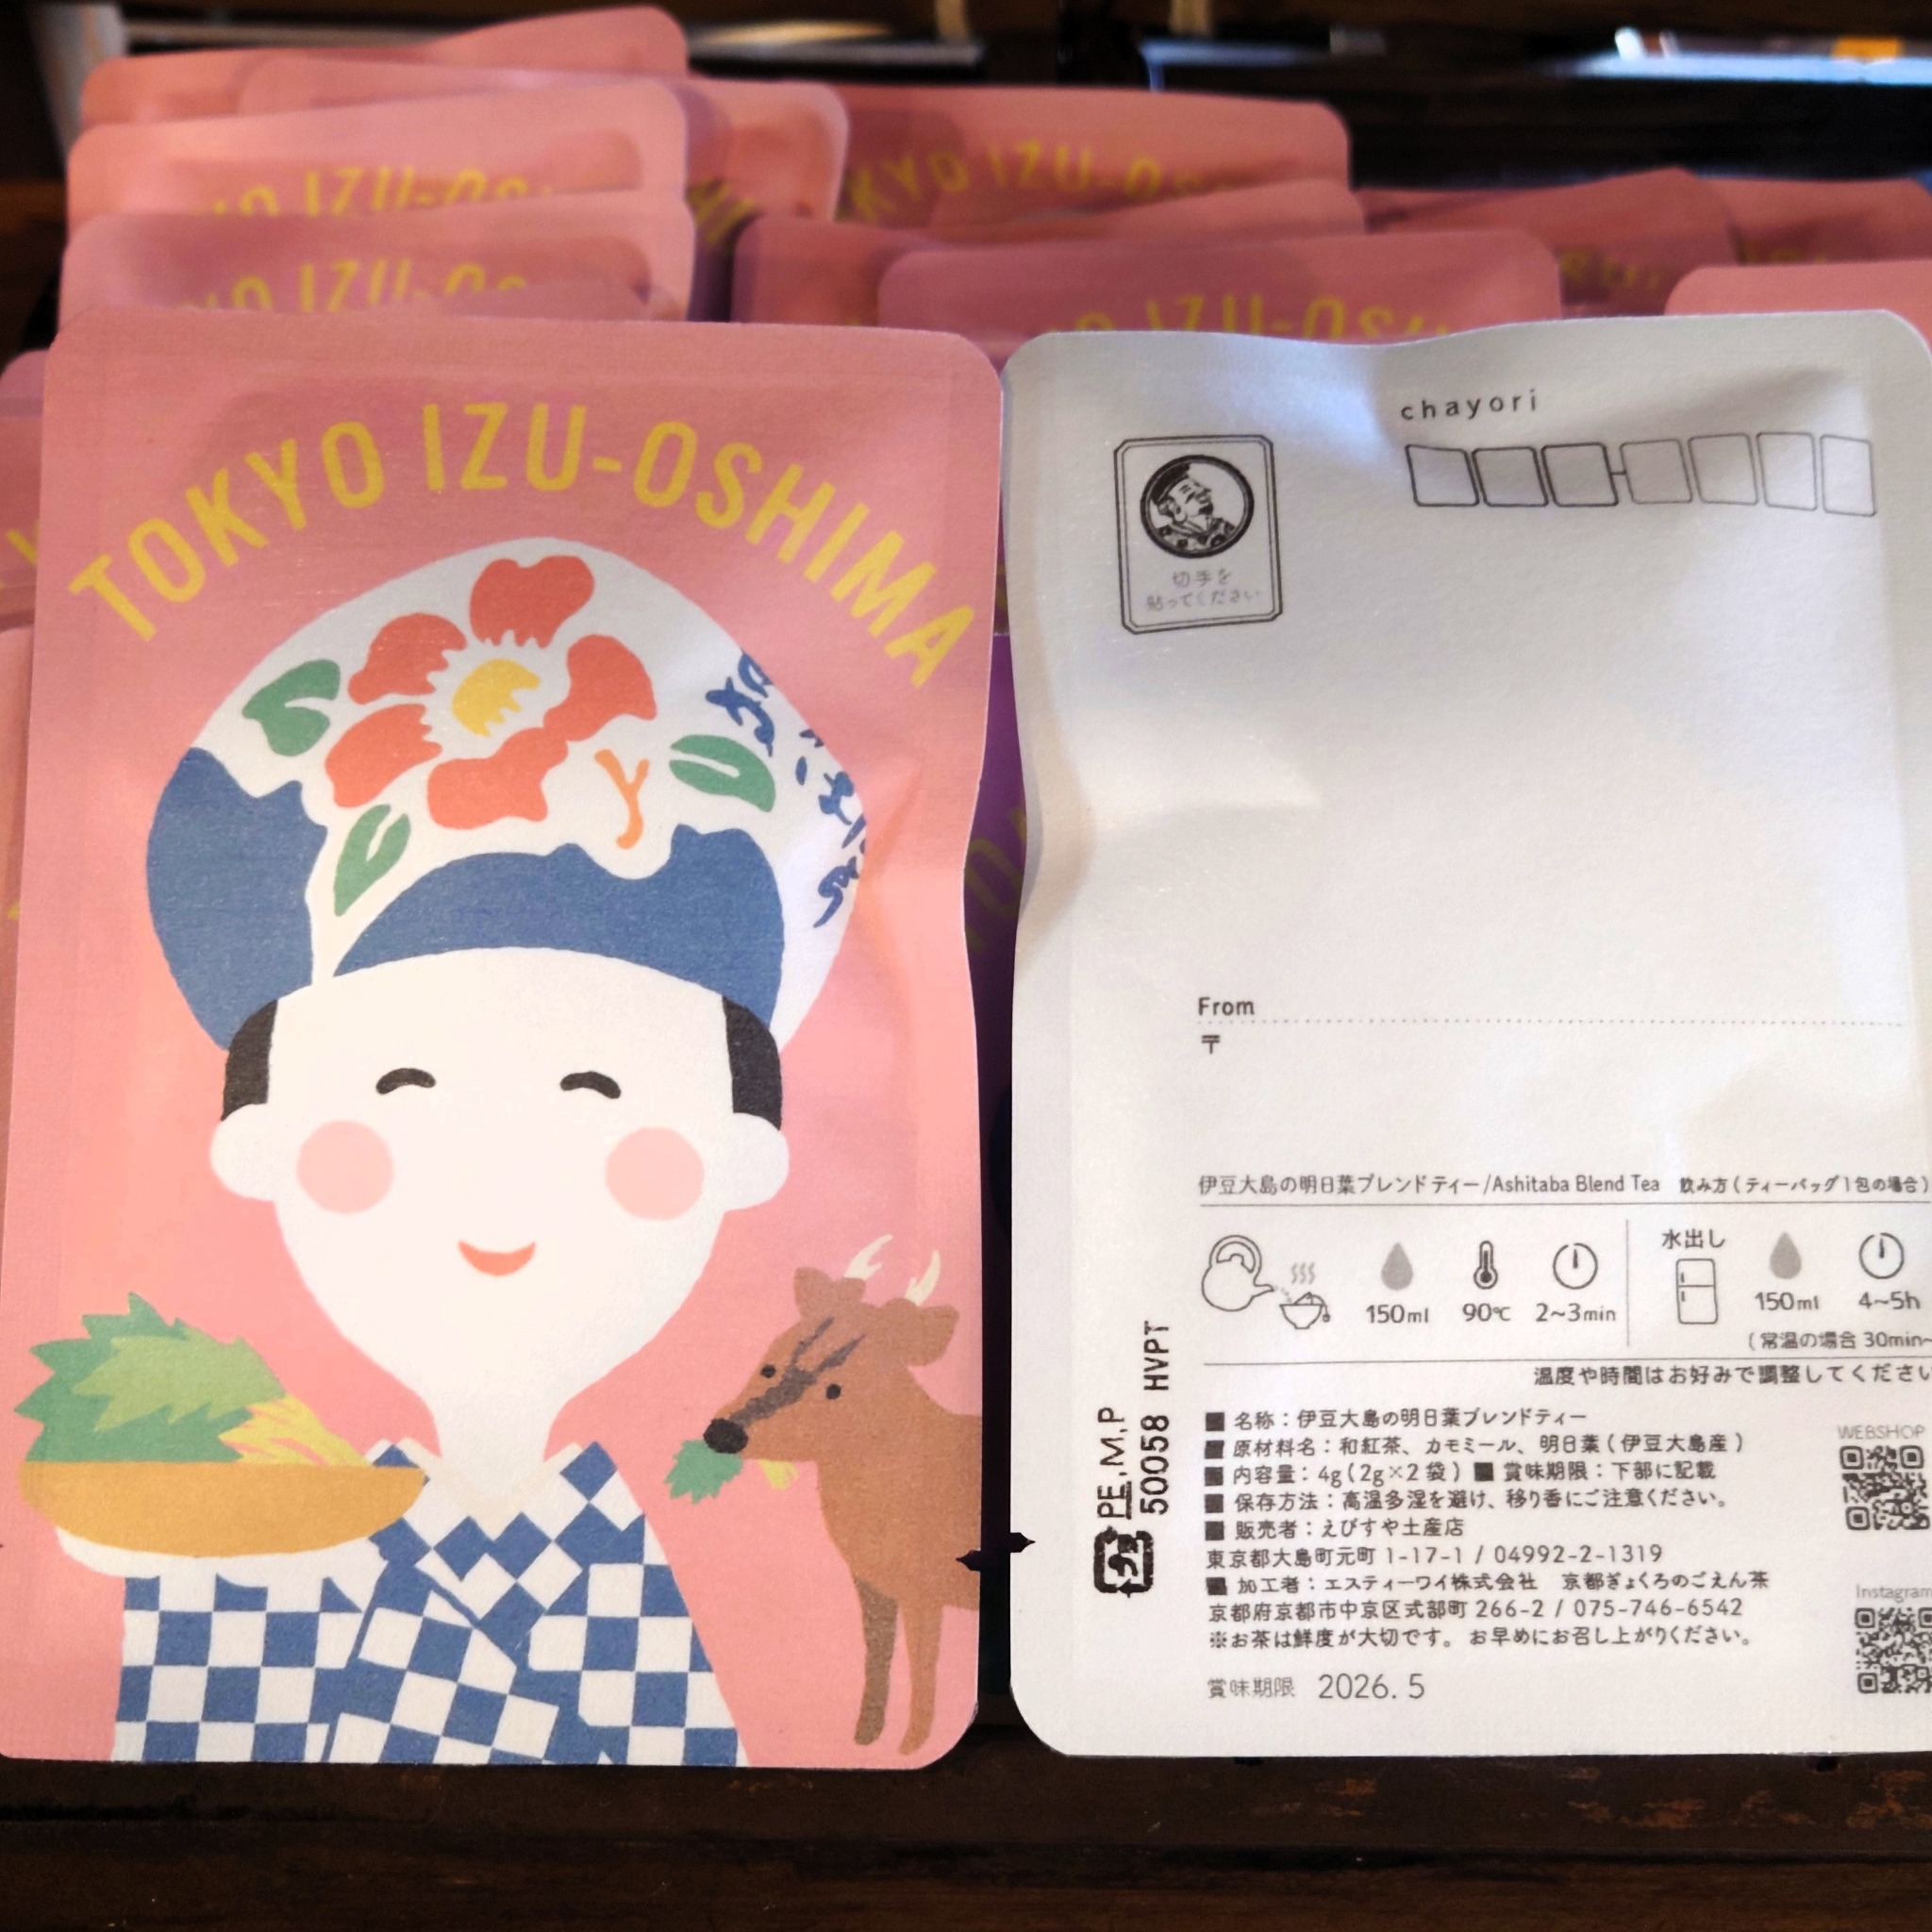 TOKYO IZU-OSHIMA
chayori
切手を
貼ってください
From
〒
伊豆大島の明日葉ブレンドティー/Ashitaba Blend Tea 飲み方(ティーバッグ1包の場合)
水出し
150ml 90℃ 2~3min 150ml 4~5h
(常温の場合 30min~
温度や時間はお好みで調整してください
■ 名称:伊豆大島の明日葉ブレンドティー
■ 原材料名:和紅茶、カモミール、明日葉(伊豆大島産)
■ 内容量:4g(2g×2袋) ■ 賞味期限:下部に記載
■ 保存方法:高温多湿を避け、移り香にご注意ください。
■ 販売者:えびすや土産店
東京都大島町元町 1-17-1 / 04992-2-1319
■ 加工者:エスティーワイ株式会社 京都ぎょくろのごえん茶
京都府京都市中京区式部町 266-2 / 075-746-6542
※お茶は鮮度が大切です。お早めにお召し上がりください。
賞味期限 2026.5
WEBSHOP
Instagram
PE,M,P
50058 HVPT
TOKYO IZU-OSHI